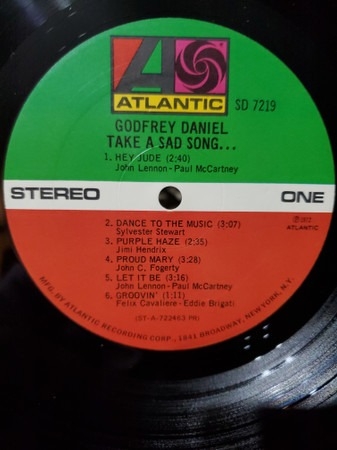 ATLANTIC SD 7219
GODFREY DANIEL
TAKE A SAD SONG...
1. HEY JUDE (2:40)
John Lennon-Paul McCartney
STEREO ONE
2. DANCE TO THE MUSIC (3:07)
Sylvester Stewart
3. PURPLE HAZE (2:35)
Jimi Hendrix
4. PROUD MARY (3:28)
John C. Fogerty
5. LET IT BE (3:16)
John Lennon-Paul McCartney
6. GROOVIN' (1:11)
Felix Cavaliere - Eddie Brigati
ATLANTIC
(ST-A-722463 PR)
MFG. BY ATLANTIC RECORDING CORP., 1841 BROADWAY, NEW YORK, N.Y.